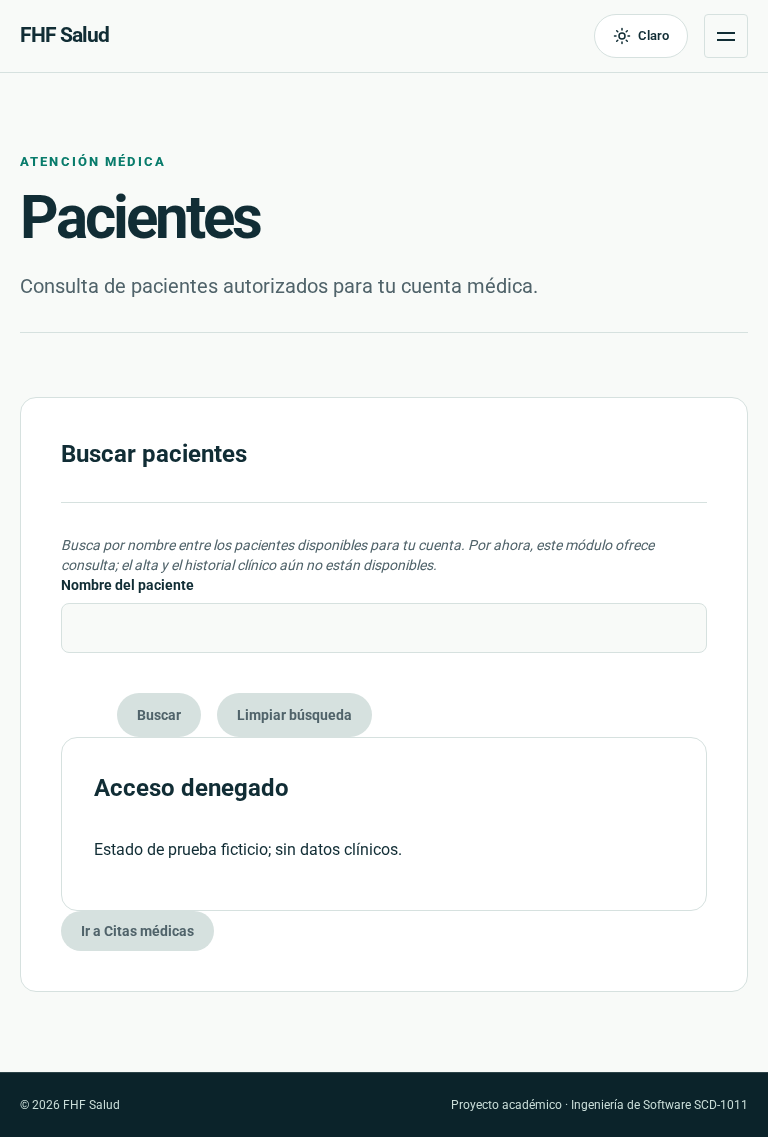 FHF Salud
Claro
ATENCIÓN MÉDICA
Pacientes
Consulta de pacientes autorizados para tu cuenta médica.
Buscar pacientes
Busca por nombre entre los pacientes disponibles para tu cuenta. Por ahora, este módulo ofrece
consulta; el alta y el historial clínico aún no están disponibles.
Nombre del paciente
Buscar
Limpiar búsqueda
Acceso denegado
Estado de prueba ficticio; sin datos clínicos.
Ir a Citas médicas
© 2026 FHF Salud
Proyecto académico · Ingeniería de Software SCD-1011